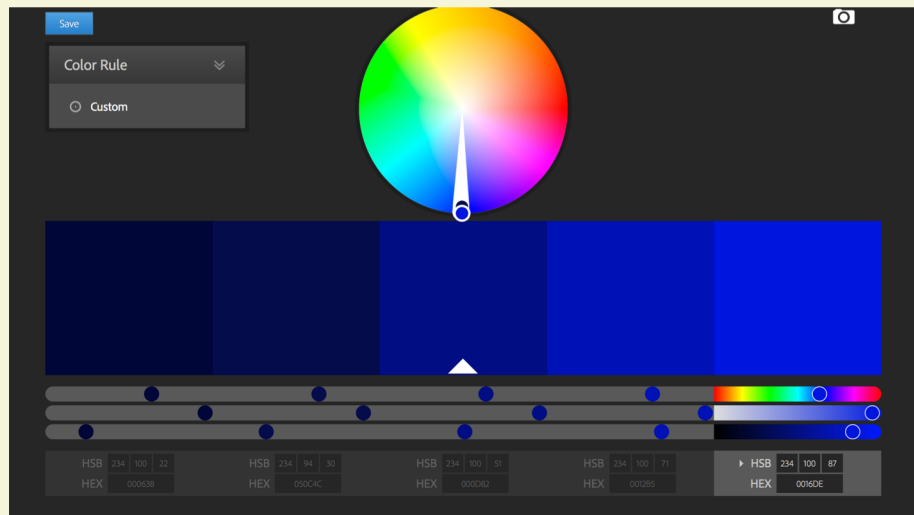 Save
Color Rule
Custom
HSB 234 100 22
HEX 000638
HSB 234 94 30
HEX 050C4C
HSB 234 100 51
HEX 000D82
HSB 234 100 71
HEX 0012B5
HSB 234 100 87
HEX 0016DE